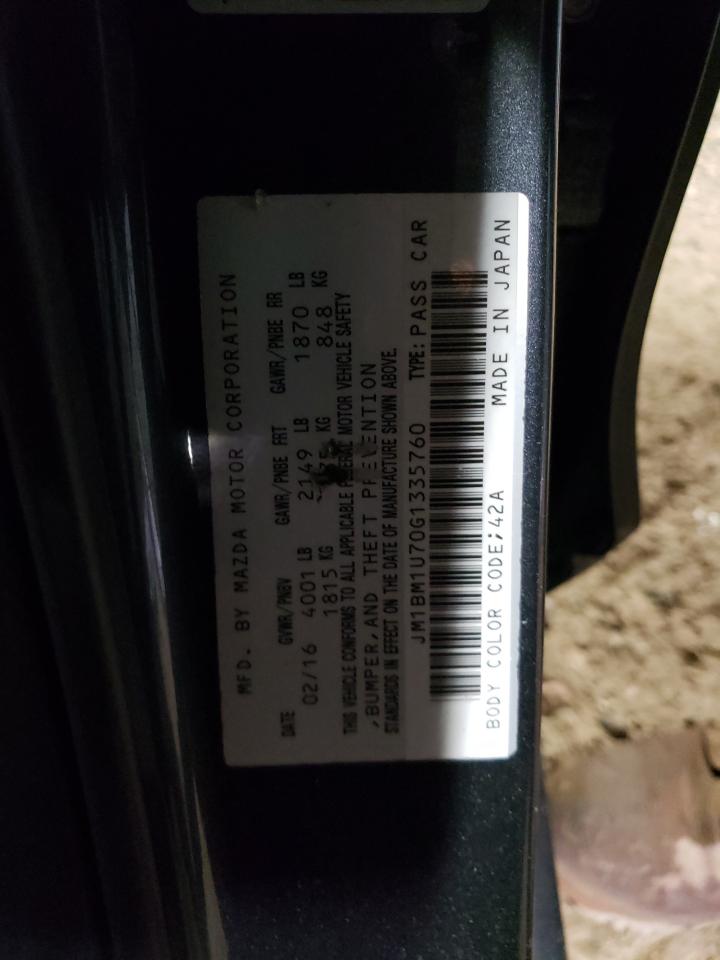 MFD. BY MAZDA MOTOR CORPORATION
DATE GVWR/PNBV GAWR/PNBE FRT GAWR/PNBE RR
02/16 4001 LB 2149 LB 1870 LB
1815 KG KG 848 KG
THIS VEHICLE CONFORMS TO ALL APPLICABLE FEDERAL MOTOR VEHICLE SAFETY
,BUMPER,AND THEFT PREVENTION
STANDARDS IN EFFECT ON THE DATE OF MANUFACTURE SHOWN ABOVE.
JM1BM1U70G1335760 TYPE: PASS CAR
BODY COLOR CODE;42A MADE IN JAPAN